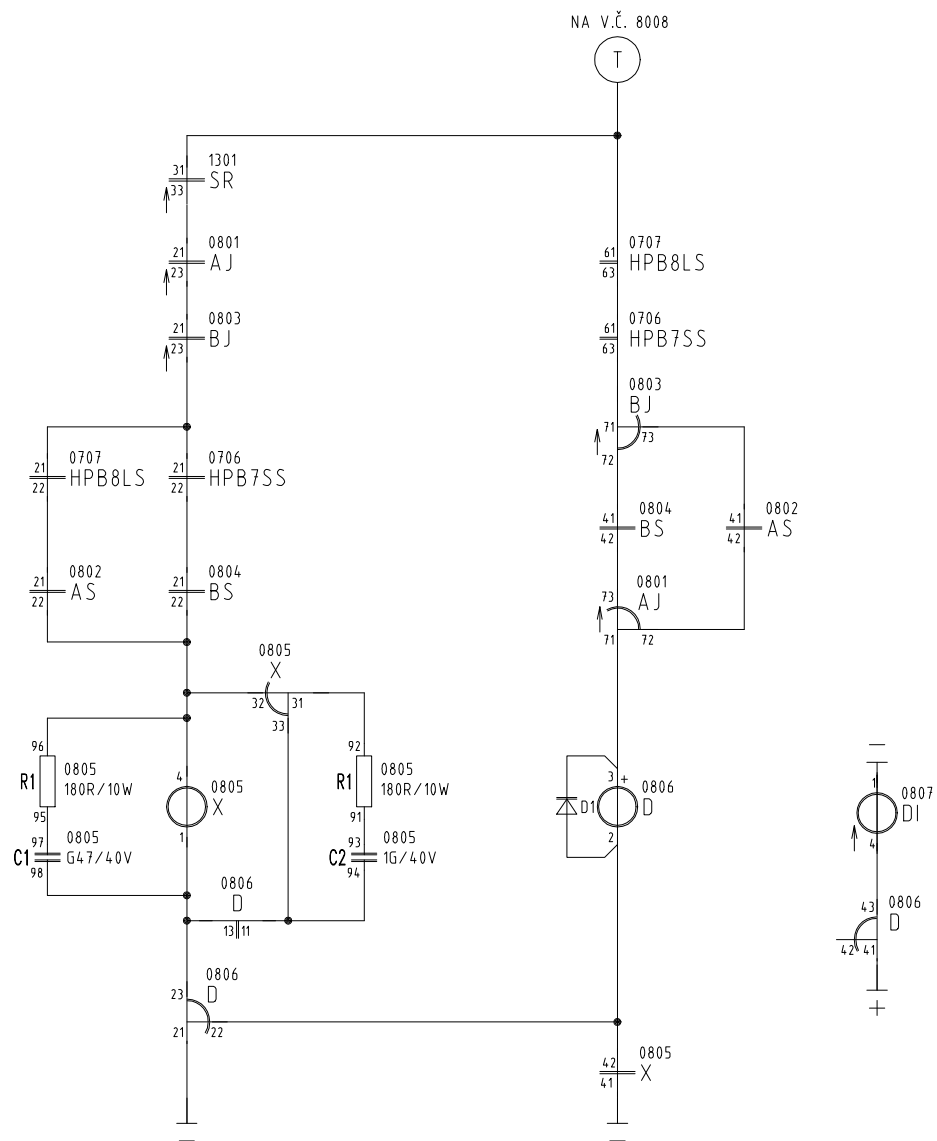 NA V.Č. 8008
T
31 1301
33 SR
21 0801
23 AJ
21 0803
23 BJ
61 0707
63 HPB8LS
61 0706
63 HPB7SS
0803
BJ
71 73
72
21 0707
22 HPB8LS
21 0706
22 HPB7SS
41 0804
42 BS
41 0802
42 AS
21 0802
22 AS
21 0804
22 BS
0801
73 AJ
71 72
0805
X
32 31
33
96
R1 0805
180R/10W
95
97 0805
C1 G47/40V
98
4 0805
X
1
92
R1 0805
180R/10W
91
93 0805
C2 1G/40V
94
3 +
D1 0806
D
2
1 0807
DI
4
0806
D
13 11
43 0806
D
42 41
+
0806
23 D
21 22
42 0805
41 X